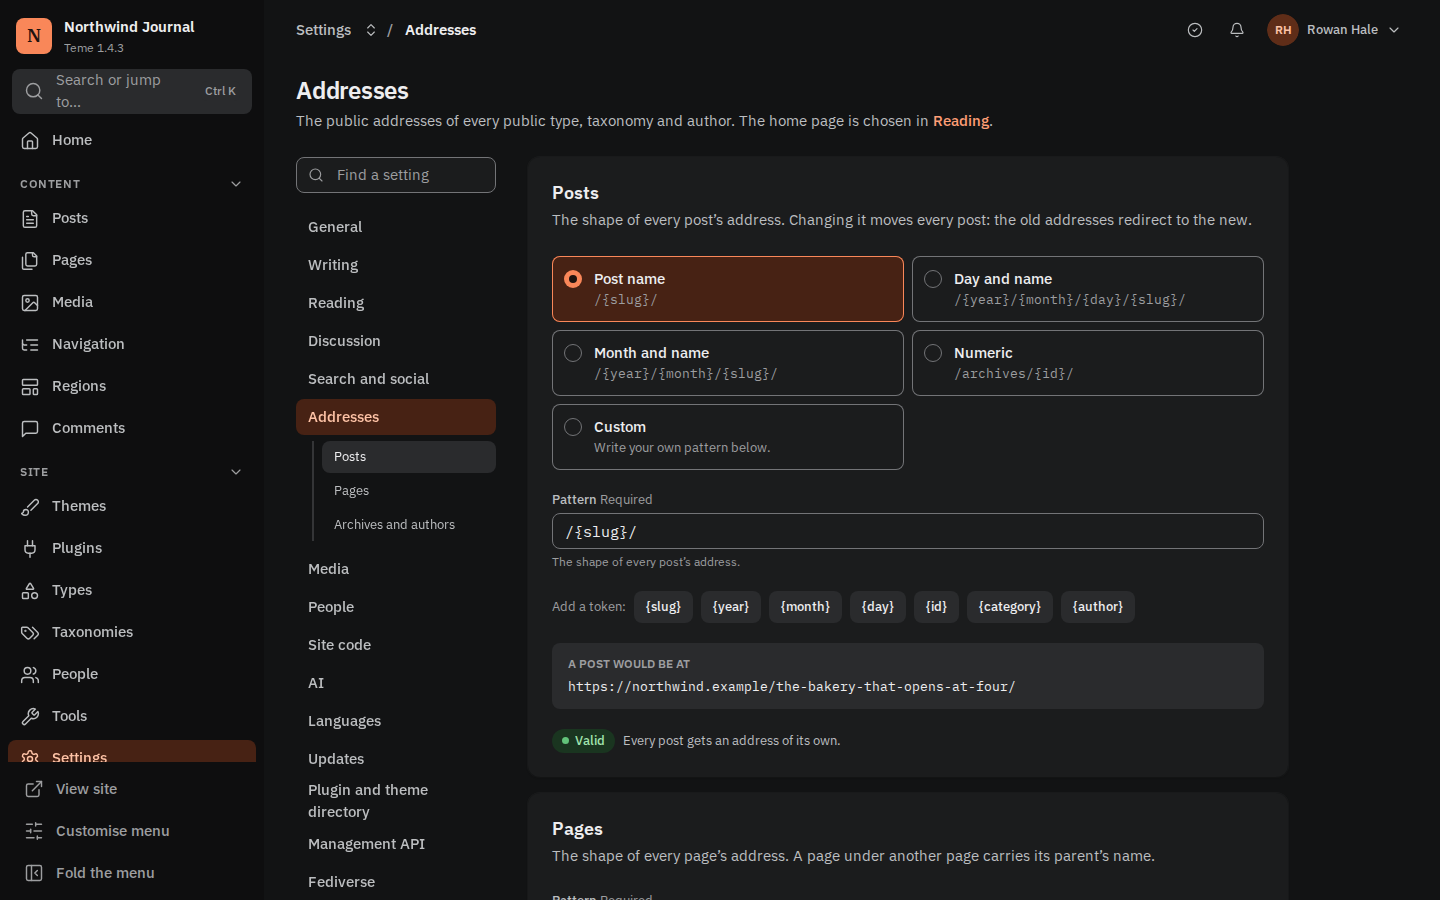 N
Northwind Journal
Teme 1.4.3
Search or jump
to...
Ctrl K
Home
CONTENT
Posts
Pages
Media
Navigation
Regions
Comments
SITE
Themes
Plugins
Types
Taxonomies
People
Tools
Settings
View site
Customise menu
Fold the menu
Settings / Addresses
RH Rowan Hale
Addresses
The public addresses of every public type, taxonomy and author. The home page is chosen in Reading.
Find a setting
General
Writing
Reading
Discussion
Search and social
Addresses
Posts
Pages
Archives and authors
Media
People
Site code
AI
Languages
Updates
Plugin and theme
directory
Management API
Fediverse
Posts
The shape of every post’s address. Changing it moves every post: the old addresses redirect to the new.
Post name
/{slug}/
Day and name
/{year}/{month}/{day}/{slug}/
Month and name
/{year}/{month}/{slug}/
Numeric
/archives/{id}/
Custom
Write your own pattern below.
Pattern Required
/{slug}/
The shape of every post’s address.
Add a token: {slug} {year} {month} {day} {id} {category} {author}
A POST WOULD BE AT
https://northwind.example/the-bakery-that-opens-at-four/
Valid Every post gets an address of its own.
Pages
The shape of every page’s address. A page under another page carries its parent’s name.
Pattern Required